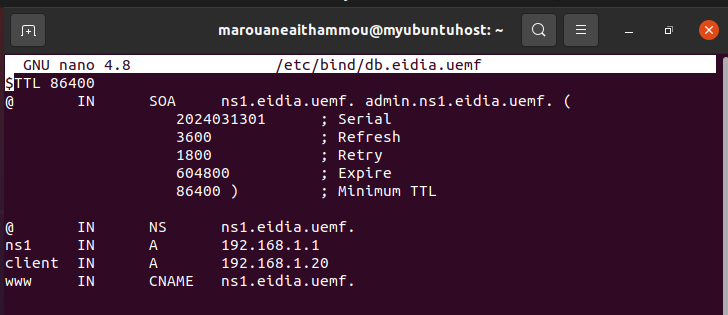 marouaneaithammou@myubuntuhost: ~
GNU nano 4.8 /etc/bind/db.eidia.uemf
$TTL 86400
@ IN SOA ns1.eidia.uemf. admin.ns1.eidia.uemf. (
2024031301 ; Serial
3600 ; Refresh
1800 ; Retry
604800 ; Expire
86400 ) ; Minimum TTL
@ IN NS ns1.eidia.uemf.
ns1 IN A 192.168.1.1
client IN A 192.168.1.20
www IN CNAME ns1.eidia.uemf.